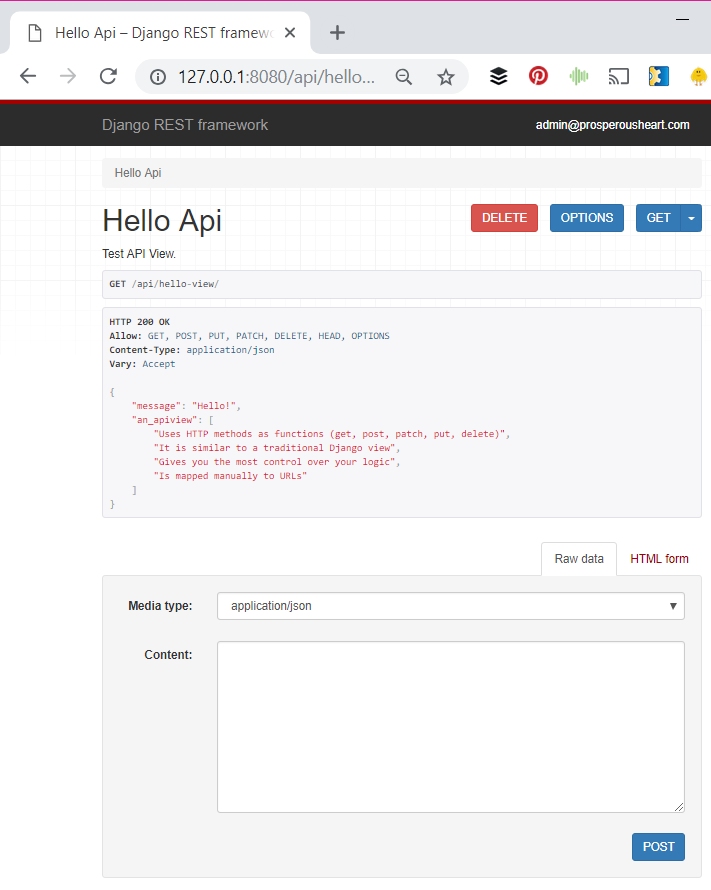 Hello Api – Django REST framewo
127.0.0.1:8080/api/hello...
Django REST framework
admin@prosperousheart.com
Hello Api
Hello Api
DELETE
OPTIONS
GET
Test API View.
GET /api/hello-view/
HTTP 200 OK
Allow: GET, POST, PUT, PATCH, DELETE, HEAD, OPTIONS
Content-Type: application/json
Vary: Accept
{
    "message": "Hello!",
    "an_apiview": [
        "Uses HTTP methods as functions (get, post, patch, put, delete)",
        "It is similar to a traditional Django view",
        "Gives you the most control over your logic",
        "Is mapped manually to URLs"
    ]
}
Raw data
HTML form
Media type:
application/json
Content:
POST